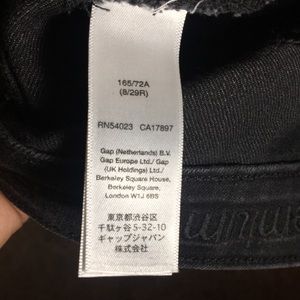 165/72A
(8/29R)
RN54023 CA17897
Gap (Netherlands) B.V.
Gap Europe Ltd./ Gap
(UK Holdings) Ltd./
Berkeley Square House,
Berkeley Square,
London W1J 6BS
東京都渋谷区
千駄ヶ谷5-32-10
ギャップジャパン
株式会社